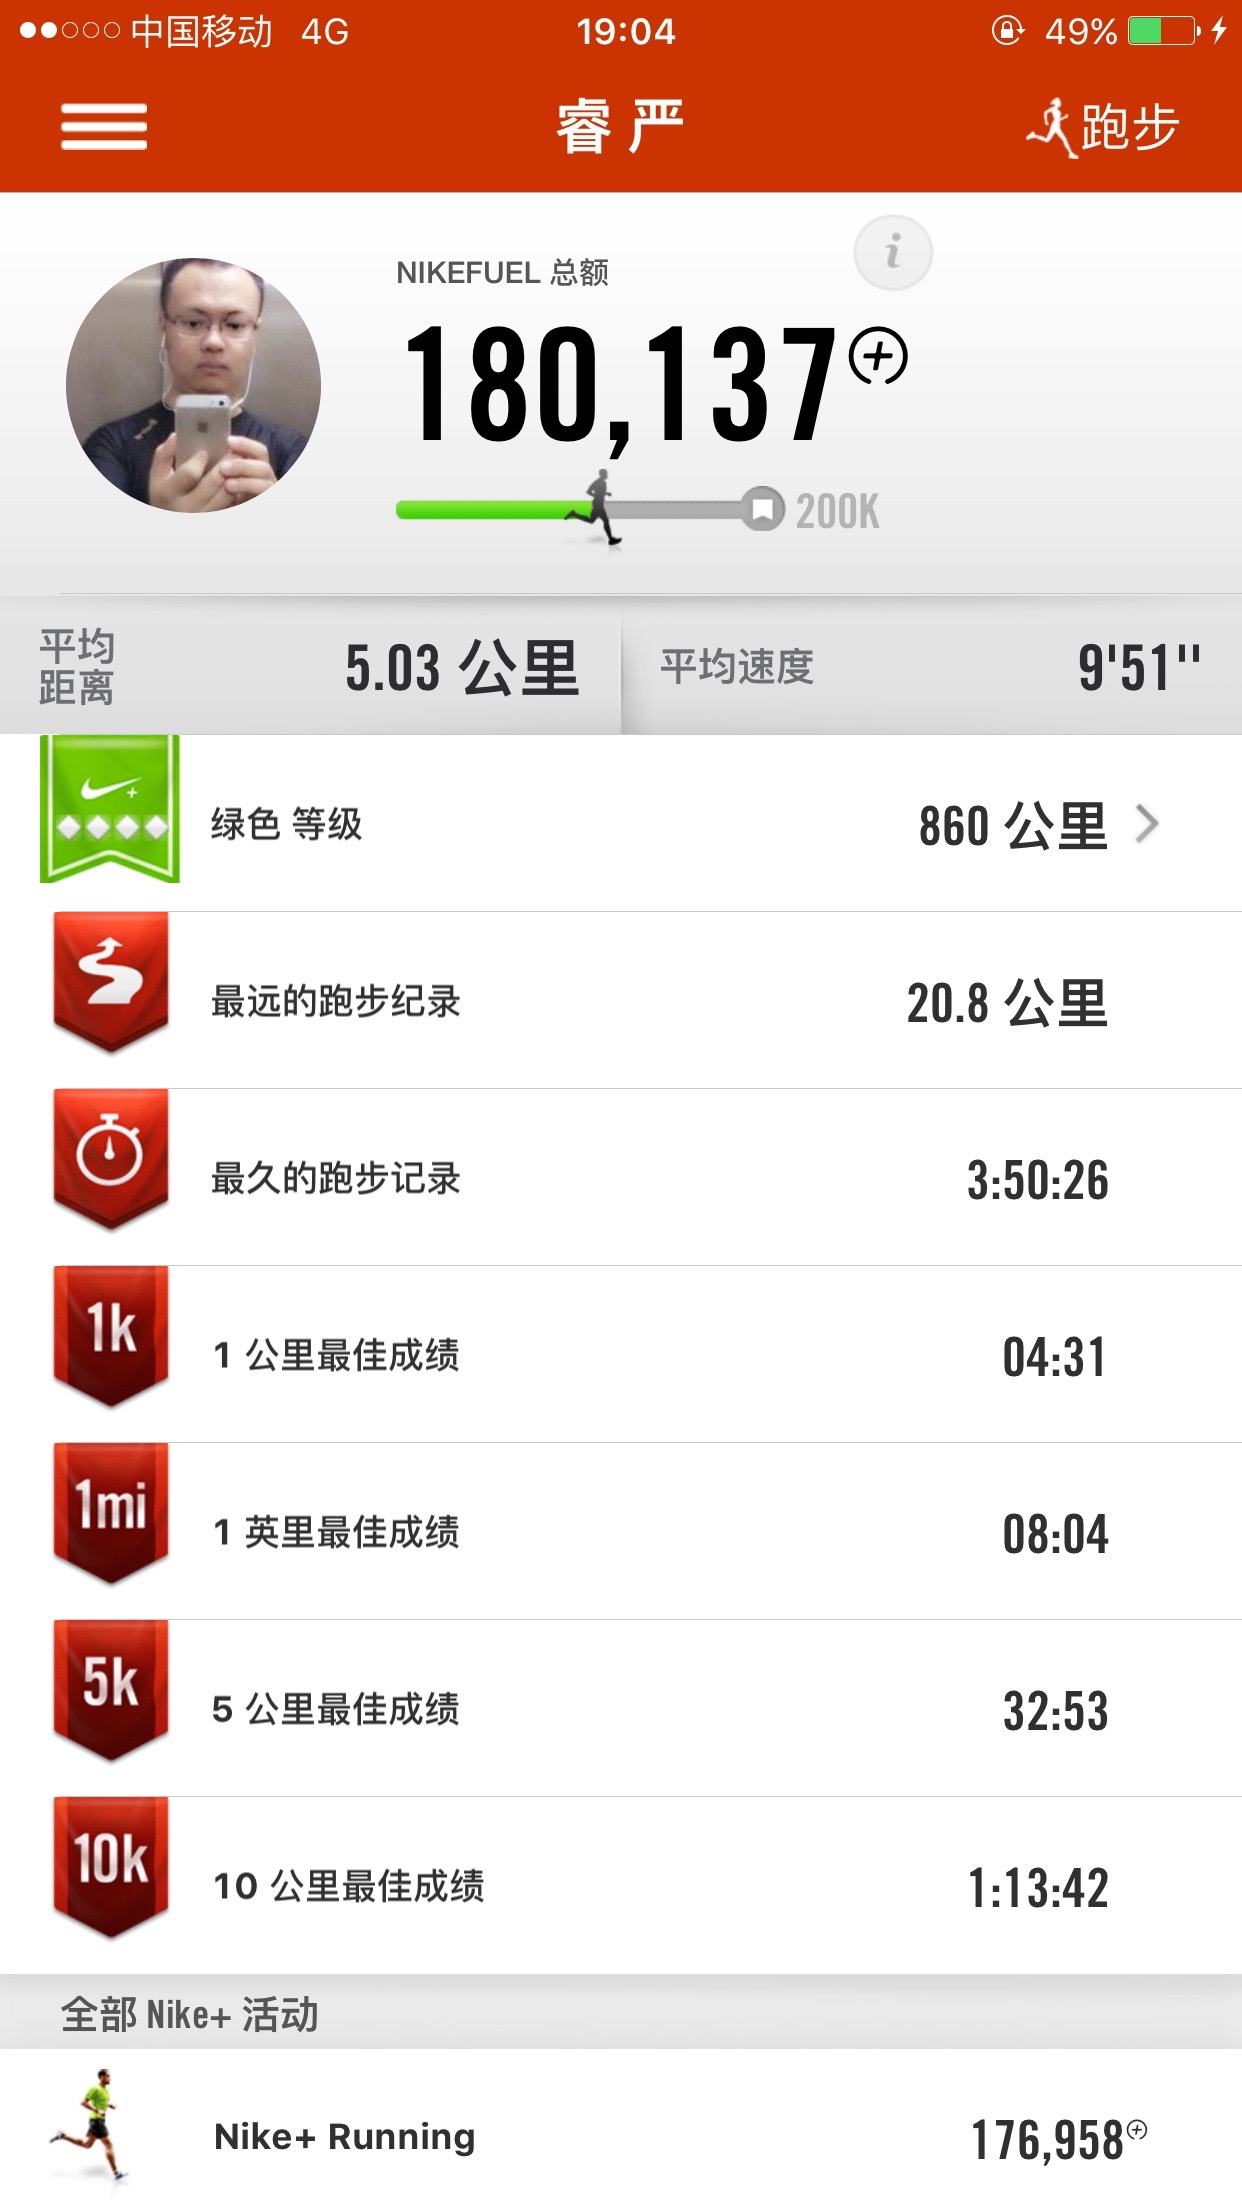 中国移动 4G 19:04 49%
睿 严 跑步
NIKEFUEL 总额
180,137
200K
平均
距离
5.03 公里
平均速度 9'51"
绿色 等级 860 公里
最远的跑步纪录 20.8 公里
最久的跑步记录 3:50:26
1k 1 公里最佳成绩 04:31
1mi 1 英里最佳成绩 08:04
5k 5 公里最佳成绩 32:53
10k 10 公里最佳成绩 1:13:42
全部 Nike+ 活动
Nike+ Running 176,958